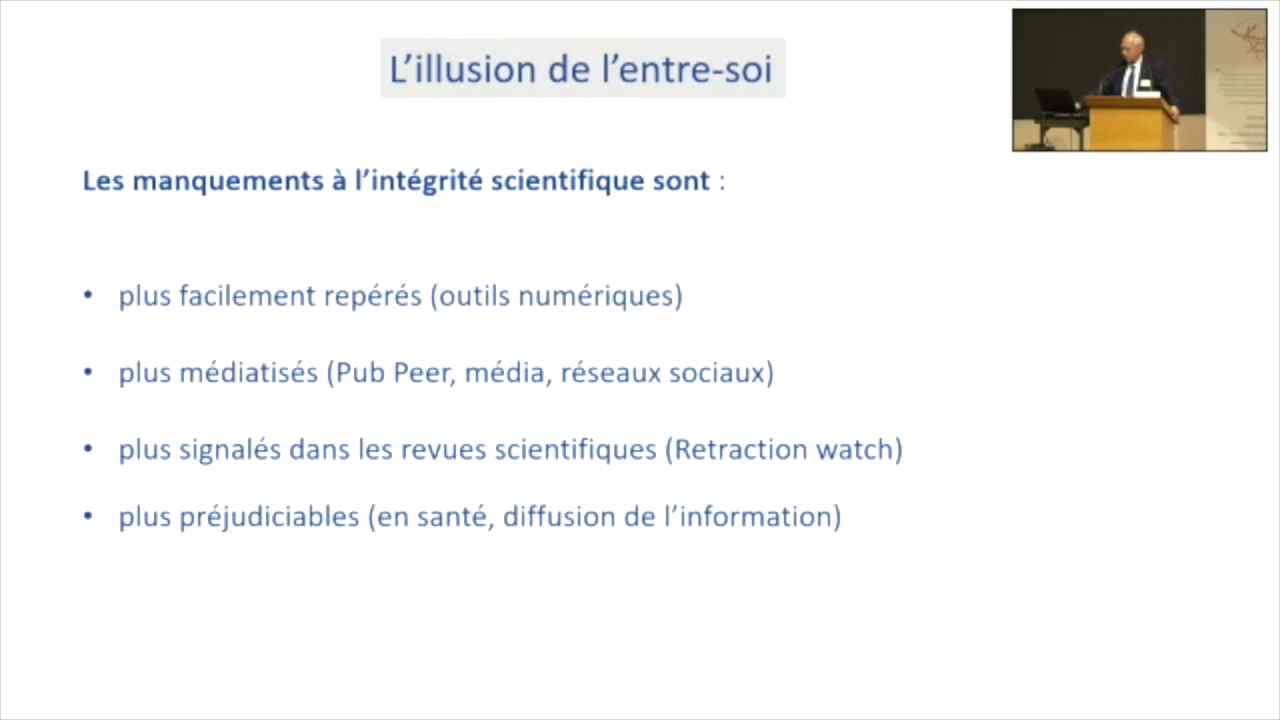 L’illusion de l’entre-soi
Les manquements à l’intégrité scientifique sont :
• plus facilement repérés (outils numériques)
• plus médiatisés (Pub Peer, média, réseaux sociaux)
• plus signalés dans les revues scientifiques (Retraction watch)
• plus préjudiciables (en santé, diffusion de l’information)